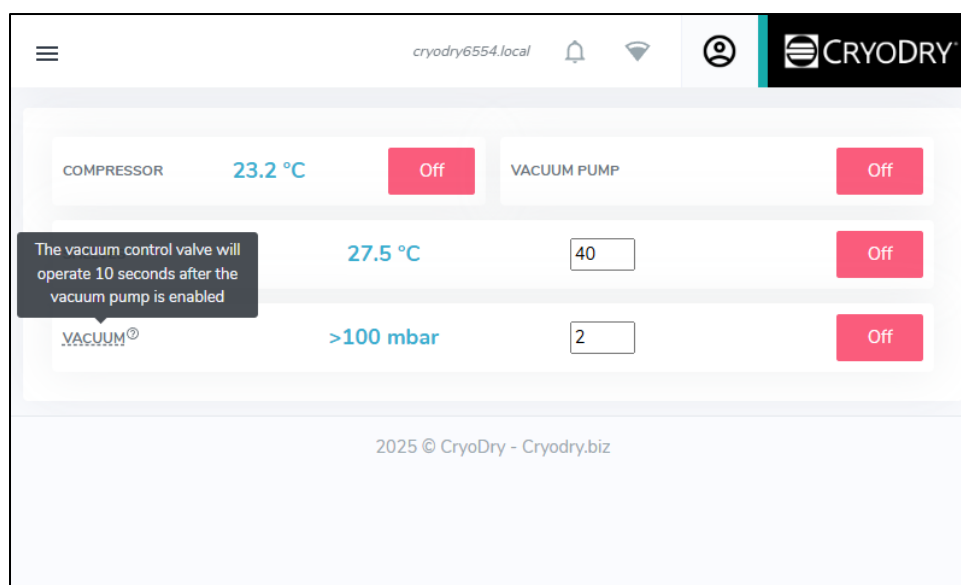 cryodry6554.local
CRYODRY
COMPRESSOR 23.2 °C Off VACUUM PUMP Off
The vacuum control valve will
operate 10 seconds after the
vacuum pump is enabled
27.5 °C 40 Off
VACUUM >100 mbar 2 Off
2025 © CryoDry - Cryodry.biz